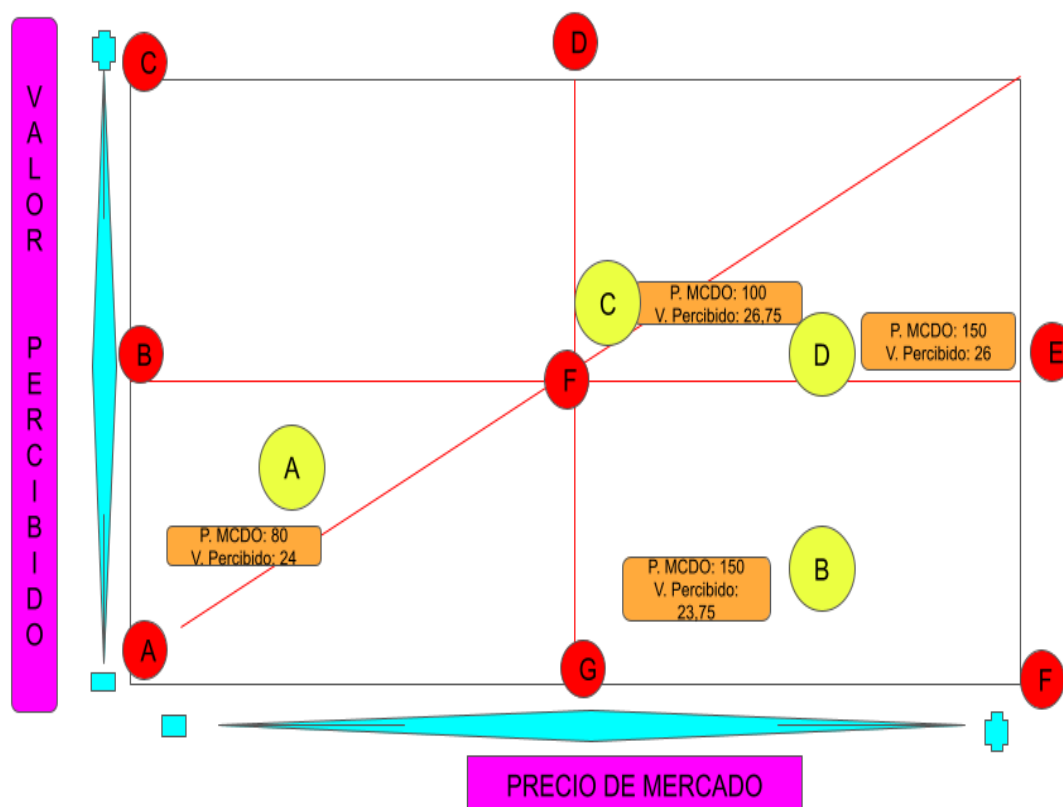 VALOR PERCIBIDO
C
D
C
P. MCDO: 100
V. Percibido: 26,75
B
F
D
P. MCDO: 150
V. Percibido: 26
E
A
P. MCDO: 80
V. Percibido: 24
P. MCDO: 150
V. Percibido:
23,75
B
A
G
F
PRECIO DE MERCADO